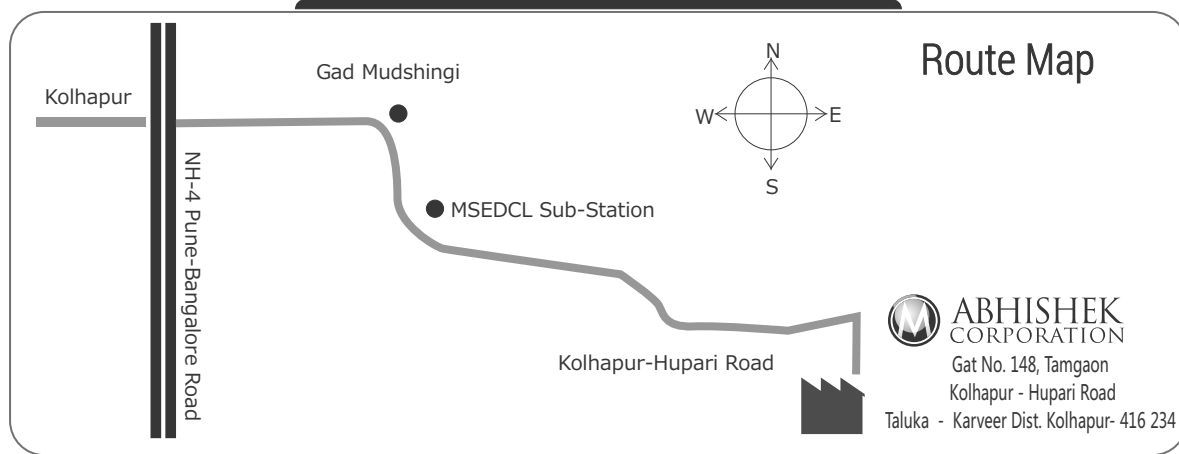 Route Map
N
W
E
S
Kolhapur
Gad Mudshingi
NH-4 Pune-Bangalore Road
MSEDCL Sub-Station
Kolhapur-Hupari Road
M
ABHISHEK
CORPORATION
Gat No. 148, Tamgaon
Kolhapur - Hupari Road
Taluka - Karveer Dist. Kolhapur- 416 234